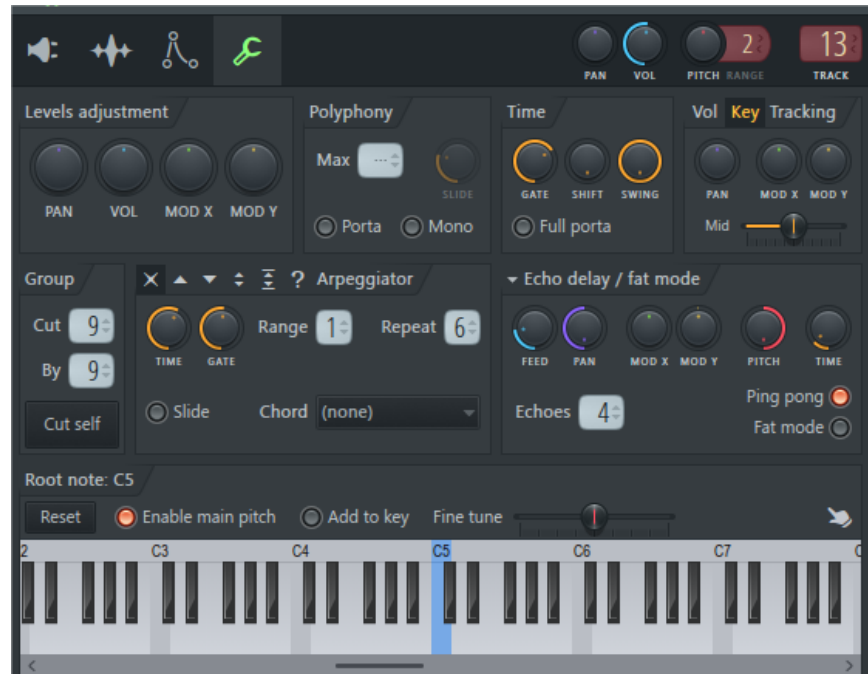 2
13
PAN VOL PITCH RANGE TRACK
Levels adjustment
PAN VOL MOD X MOD Y
Polyphony
Max ---
SLIDE
Porta Mono
Time
GATE SHIFT SWING
Full porta
Vol Key Tracking
PAN MOD X MOD Y
Mid
Group
Cut 9
By 9
Cut self
? Arpeggiator
TIME GATE
Range 1 Repeat 6
Slide Chord (none)
Echo delay / fat mode
FEED PAN MOD X MOD Y PITCH TIME
Echoes 4
Ping pong
Fat mode
Root note: C5
Reset Enable main pitch Add to key Fine tune
2 C3 C4 C5 C6 C7